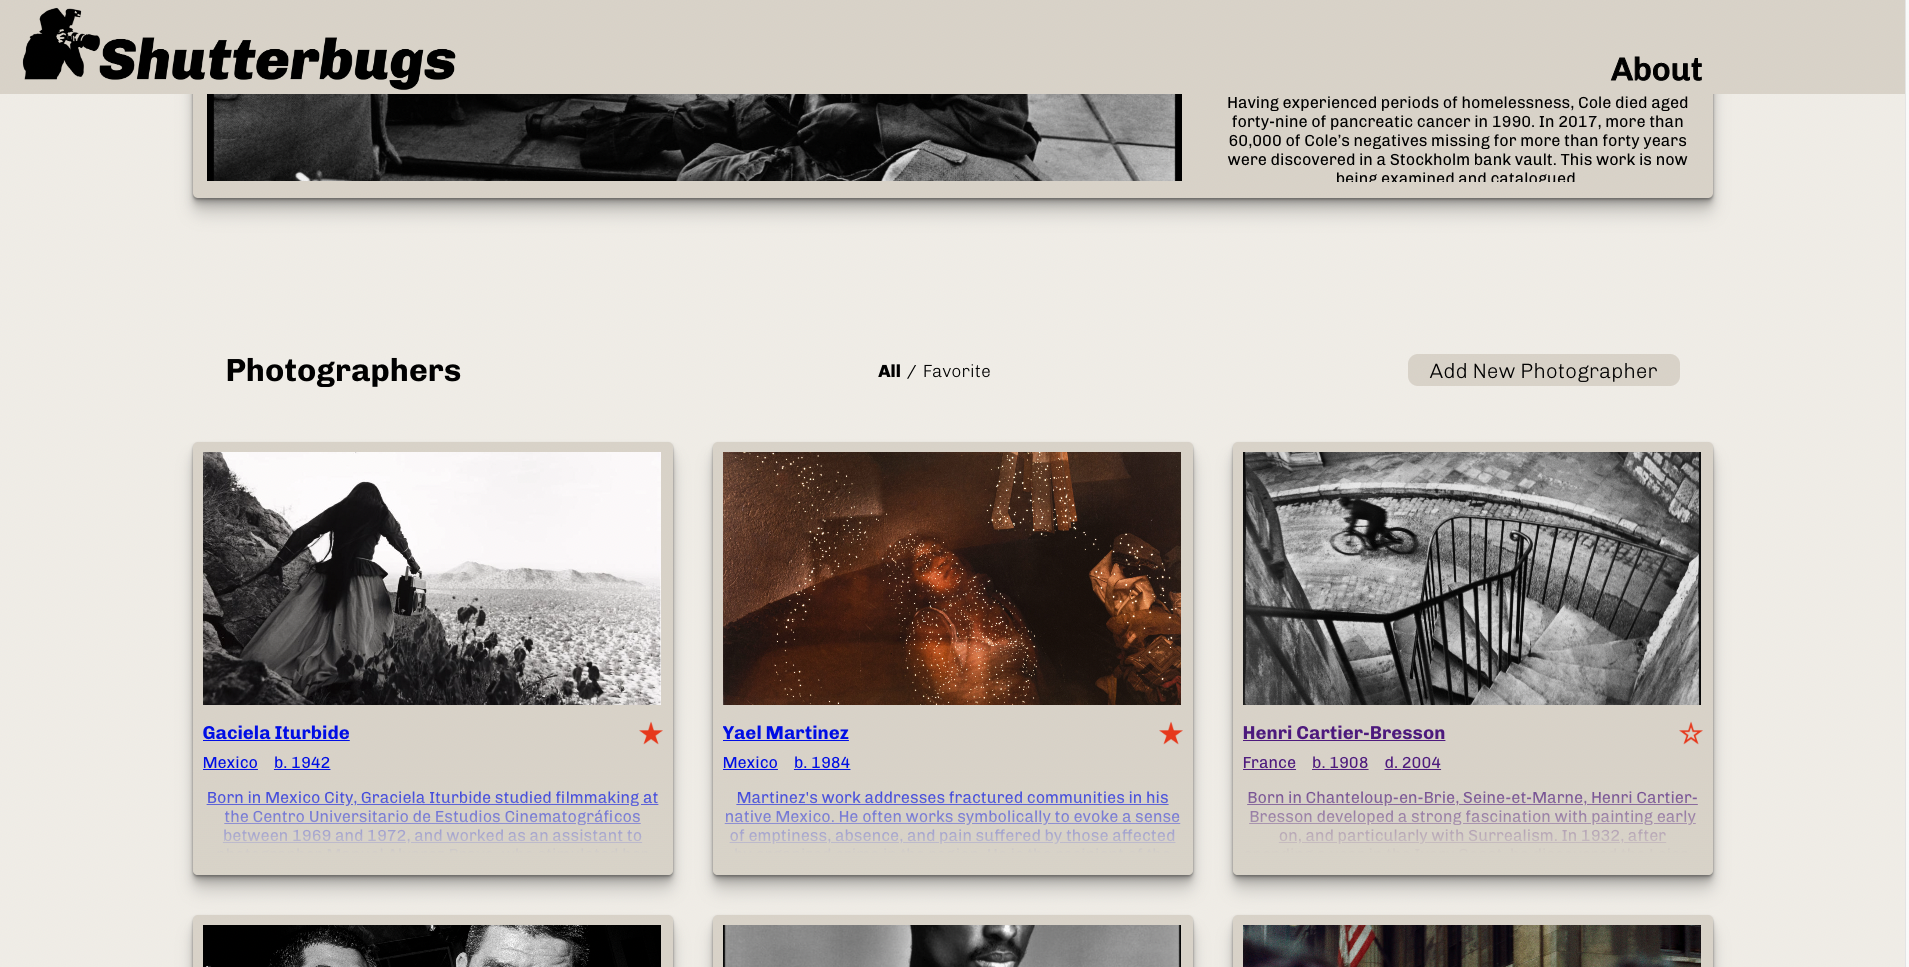 Shutterbugs
About
Having experienced periods of homelessness, Cole died aged
forty-nine of pancreatic cancer in 1990. In 2017, more than
60,000 of Cole's negatives missing for more than forty years
were discovered in a Stockholm bank vault. This work is now
being examined and catalogued.
Photographers
All / Favorite
Add New Photographer
Gaciela Iturbide
Mexico b. 1942
Born in Mexico City, Graciela Iturbide studied filmmaking at
the Centro Universitario de Estudios Cinematográficos
between 1969 and 1972, and worked as an assistant to
Yael Martinez
Mexico b. 1984
Martinez's work addresses fractured communities in his
native Mexico. He often works symbolically to evoke a sense
of emptiness, absence, and pain suffered by those affected
Henri Cartier-Bresson
France b. 1908 d. 2004
Born in Chanteloup-en-Brie, Seine-et-Marne, Henri Cartier-
Bresson developed a strong fascination with painting early
on, and particularly with Surrealism. In 1932, after